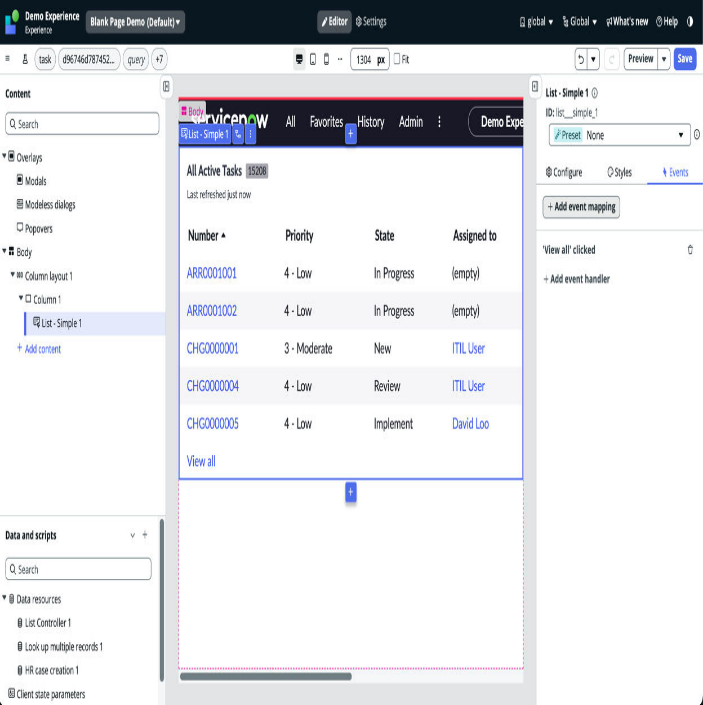 Demo Experience
Experience
Blank Page Demo (Default)
Editor
Settings
global
Global
What's new
Help
task
d96746d787452...
query
+7
1304 px
Fit
Preview
Save
Content
Search
Overlays
Modals
Modeless dialogs
Popovers
Body
Column layout 1
Column 1
List - Simple 1
+ Add content
Data and scripts
Search
Data resources
List Controller 1
Look up multiple records 1
HR case creation 1
Client state parameters
Body
servicenow
All
Favorites
History
Admin
Demo Expe
List - Simple 1
All Active Tasks 15208
Last refreshed just now
Number Priority State Assigned to
ARR0001001 4 - Low In Progress (empty)
ARR0001002 4 - Low In Progress (empty)
CHG0000001 3 - Moderate New ITIL User
CHG0000004 4 - Low Review ITIL User
CHG0000005 4 - Low Implement David Loo
View all
List - Simple 1
ID: list__simple_1
Preset None
Configure
Styles
Events
+ Add event mapping
'View all' clicked
+ Add event handler